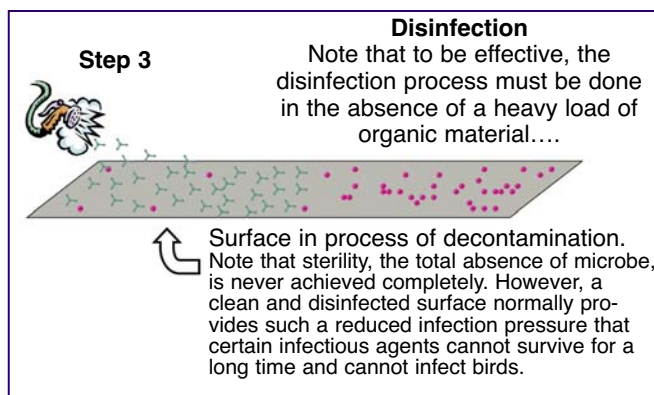 Step 3
Disinfection
Note that to be effective, the
disinfection process must be done
in the absence of a heavy load of
organic material....
Surface in process of decontamination.
Note that sterility, the total absence of microbe,
is never achieved completely. However, a
clean and disinfected surface normally pro-
vides such a reduced infection pressure that
certain infectious agents cannot survive for a
long time and cannot infect birds.